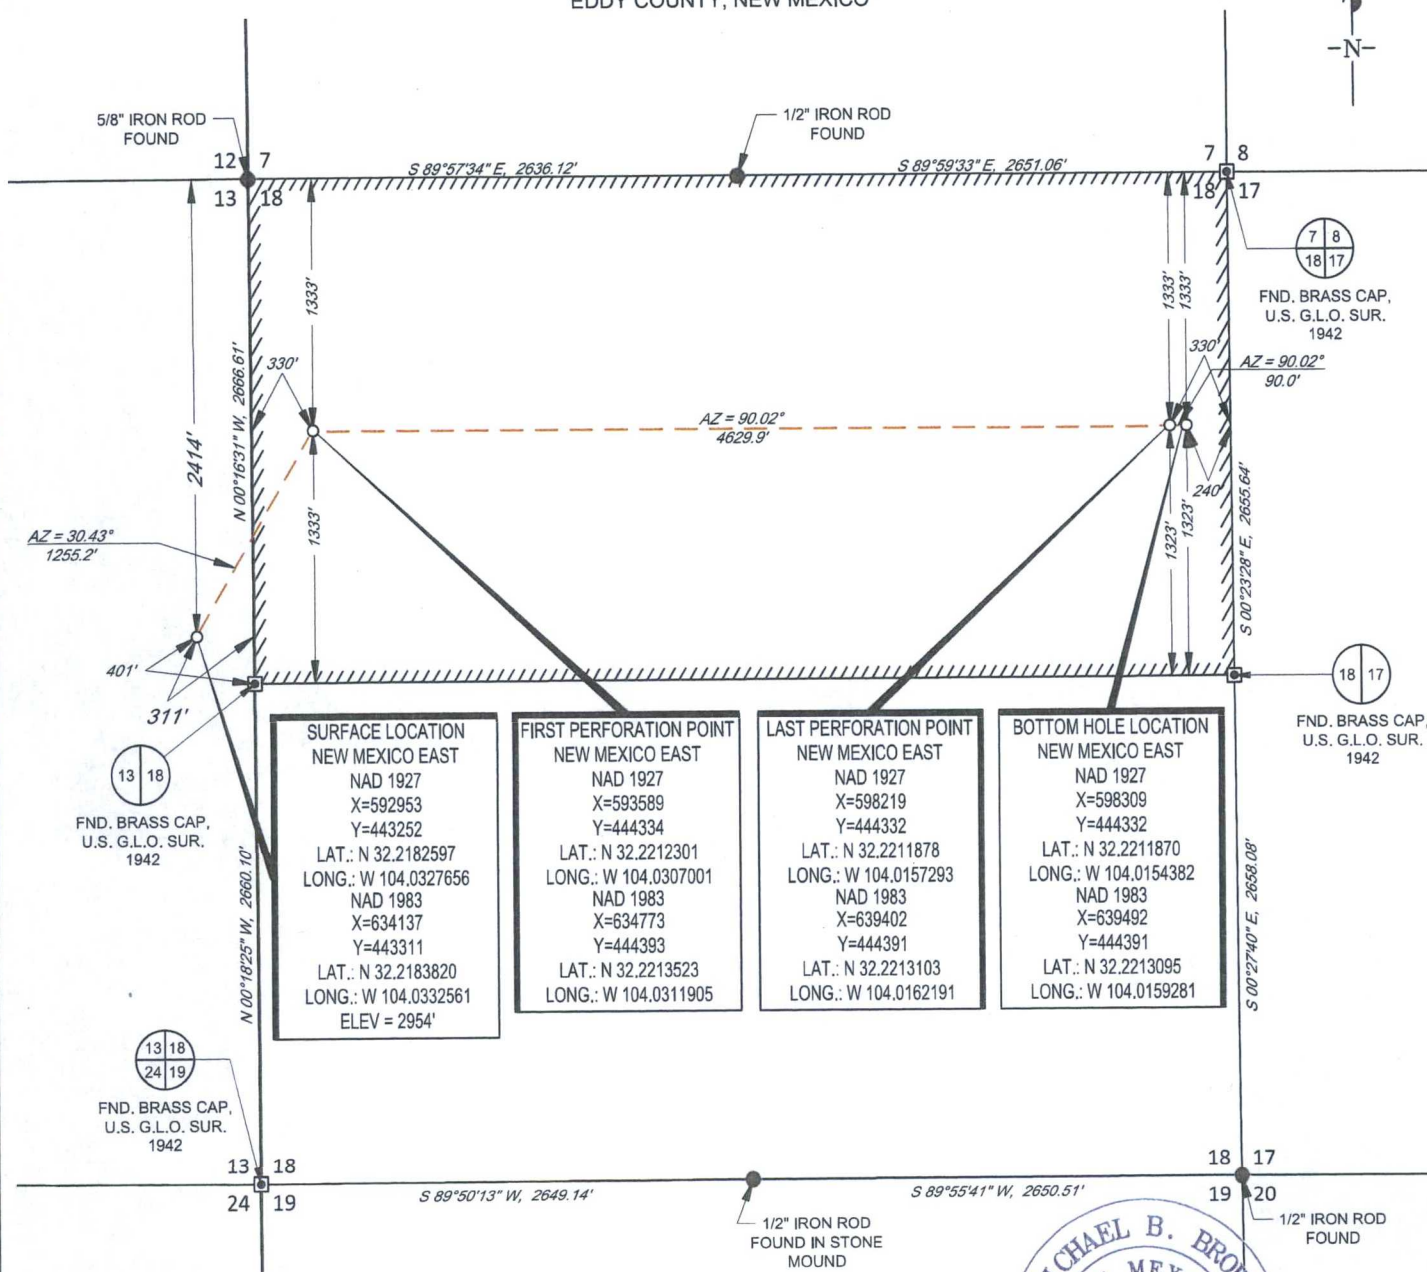 EDDY COUNTY, NEW MEXICO
-N-
5/8" IRON ROD
FOUND
1/2" IRON ROD
FOUND
12 7
13 18
S 89°57'34" E, 2636.12'
S 89°59'33" E, 2651.06'
7 8
18 17
7 8
18 17
FND. BRASS CAP,
U.S. G.L.O. SUR.
1942
2414'
N 00°16'31" W, 2666.61'
1333'
330'
1333'
1333'
1333'
330'
AZ = 90.02°
90.0'
AZ = 90.02°
4629.9'
AZ = 30.43°
1255.2'
1323'
1323'
240'
S 00°23'28" E, 2655.64'
401'
311'
13 18
FND. BRASS CAP,
U.S. G.L.O. SUR.
1942
18 17
FND. BRASS CAP,
U.S. G.L.O. SUR.
1942
SURFACE LOCATION
NEW MEXICO EAST
NAD 1927
X=592953
Y=443252
LAT.: N 32.2182597
LONG.: W 104.0327656
NAD 1983
X=634137
Y=443311
LAT.: N 32.2183820
LONG.: W 104.0332561
ELEV = 2954'
FIRST PERFORATION POINT
NEW MEXICO EAST
NAD 1927
X=593589
Y=444334
LAT.: N 32.2212301
LONG.: W 104.0307001
NAD 1983
X=634773
Y=444393
LAT.: N 32.2213523
LONG.: W 104.0311905
LAST PERFORATION POINT
NEW MEXICO EAST
NAD 1927
X=598219
Y=444332
LAT.: N 32.2211878
LONG.: W 104.0157293
NAD 1983
X=639402
Y=444391
LAT.: N 32.2213103
LONG.: W 104.0162191
BOTTOM HOLE LOCATION
NEW MEXICO EAST
NAD 1927
X=598309
Y=444332
LAT.: N 32.2211870
LONG.: W 104.0154382
NAD 1983
X=639492
Y=444391
LAT.: N 32.2213095
LONG.: W 104.0159281
N 00°18'25" W, 2660.10'
S 00°27'40" E, 2658.08'
13 18
24 19
FND. BRASS CAP,
U.S. G.L.O. SUR.
1942
13 18
24 19
S 89°50'13" W, 2649.14'
S 89°55'41" W, 2650.51'
18 17
19 20
1/2" IRON ROD
FOUND IN STONE
MOUND
1/2" IRON ROD
FOUND
CHAEL B. BRO
MEX